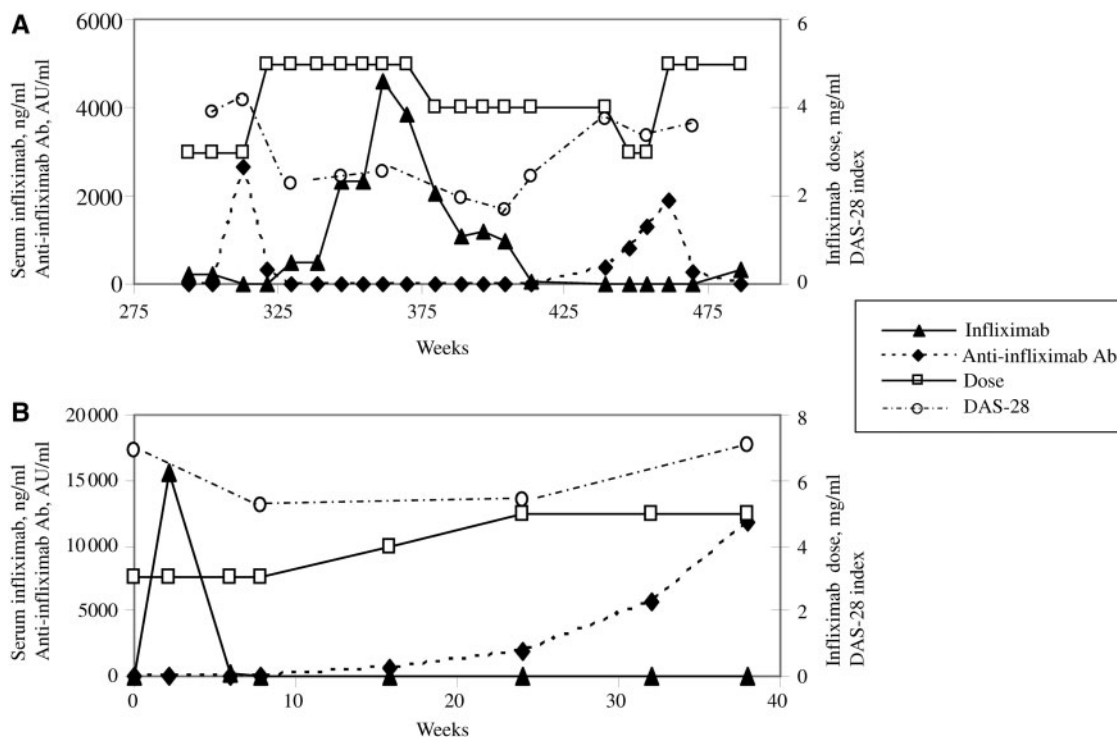 A
6000
4000
2000
0
Serum infliximab, ng/ml
Anti-infliximab Ab, AU/ml
6
5
4
3
2
1
0
Infliximab dose, mg/ml
DAS-28 index
275
325
375
425
475
Weeks
Infliximab
Anti-infliximab Ab
Dose
DAS-28
B
20 000
15 000
10 000
5000
0
Serum infliximab, ng/ml
Anti-infliximab Ab, AU/ml
8
6
4
2
0
Infliximab dose, mg/ml
DAS-28 index
0
10
20
30
40
Weeks